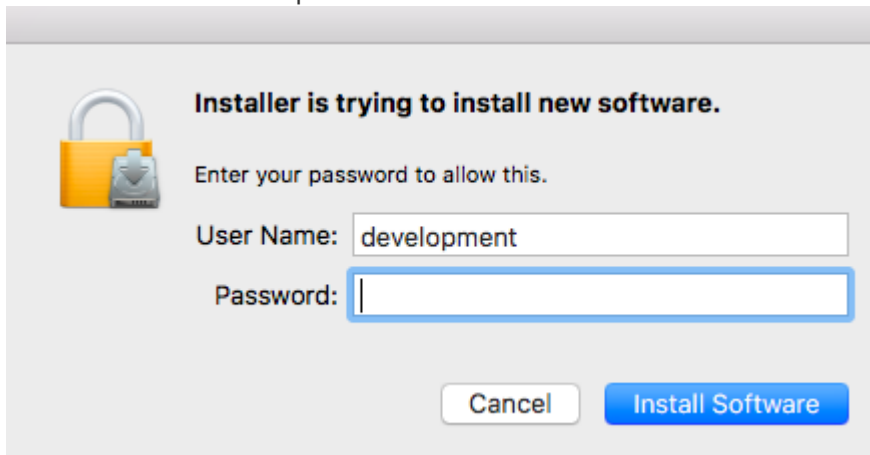 Installer is trying to install new software.
Enter your password to allow this.
User Name: development
Password:
Cancel Install Software